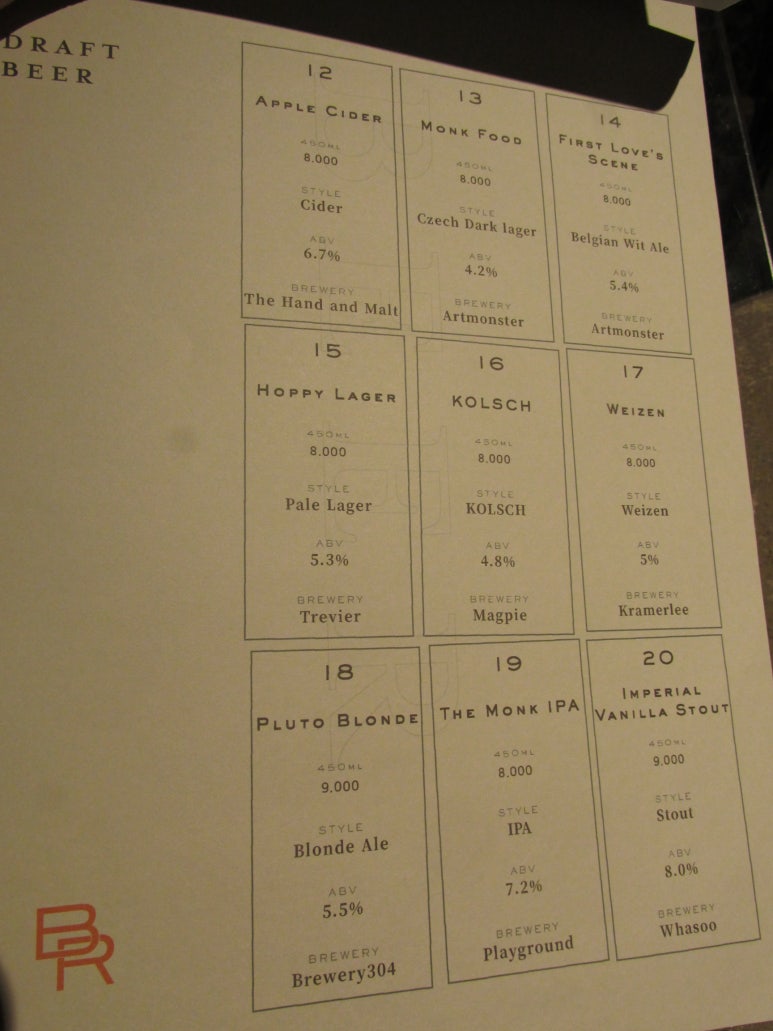 DRAFT
BEER
12
APPLE CIDER
450ML
8.000
STYLE
Cider
ABV
6.7%
BREWERY
The Hand and Malt
13
MONK FOOD
450ML
8.000
STYLE
Czech Dark lager
ABV
4.2%
BREWERY
Artmonster
14
FIRST LOVE'S
SCENE
450ML
8.000
STYLE
Belgian Wit Ale
ABV
5.4%
BREWERY
Artmonster
15
HOPPY LAGER
450ML
8.000
STYLE
Pale Lager
ABV
5.3%
BREWERY
Trevier
16
KOLSCH
450ML
8.000
STYLE
KOLSCH
ABV
4.8%
BREWERY
Magpie
17
WEIZEN
450ML
8.000
STYLE
Weizen
ABV
5%
BREWERY
Kramerlee
18
PLUTO BLONDE
450ML
9.000
STYLE
Blonde Ale
ABV
5.5%
BREWERY
Brewery304
19
THE MONK IPA
450ML
8.000
STYLE
IPA
ABV
7.2%
BREWERY
Playground
20
IMPERIAL
VANILLA STOUT
450ML
9.000
STYLE
Stout
ABV
8.0%
BREWERY
Whasoo
BR